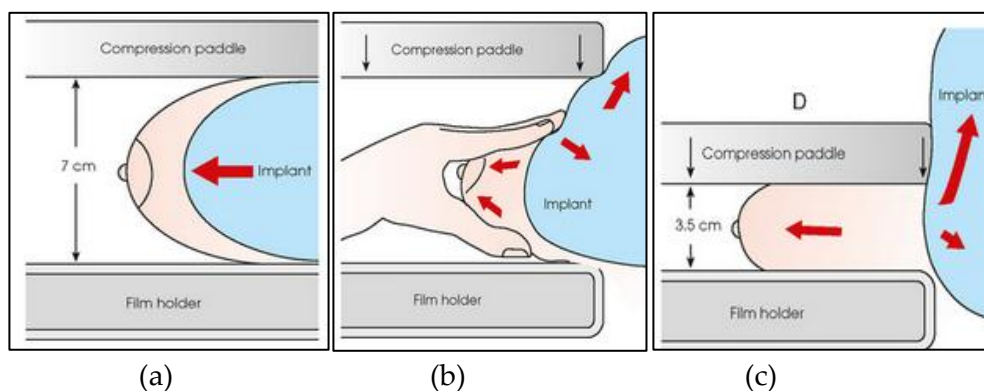 Compression paddle
7 cm
Implant
Film holder
Compression paddle
Implant
Film holder
D
Implan
Compression paddle
3.5 cm
Film holder
(a)
(b)
(c)